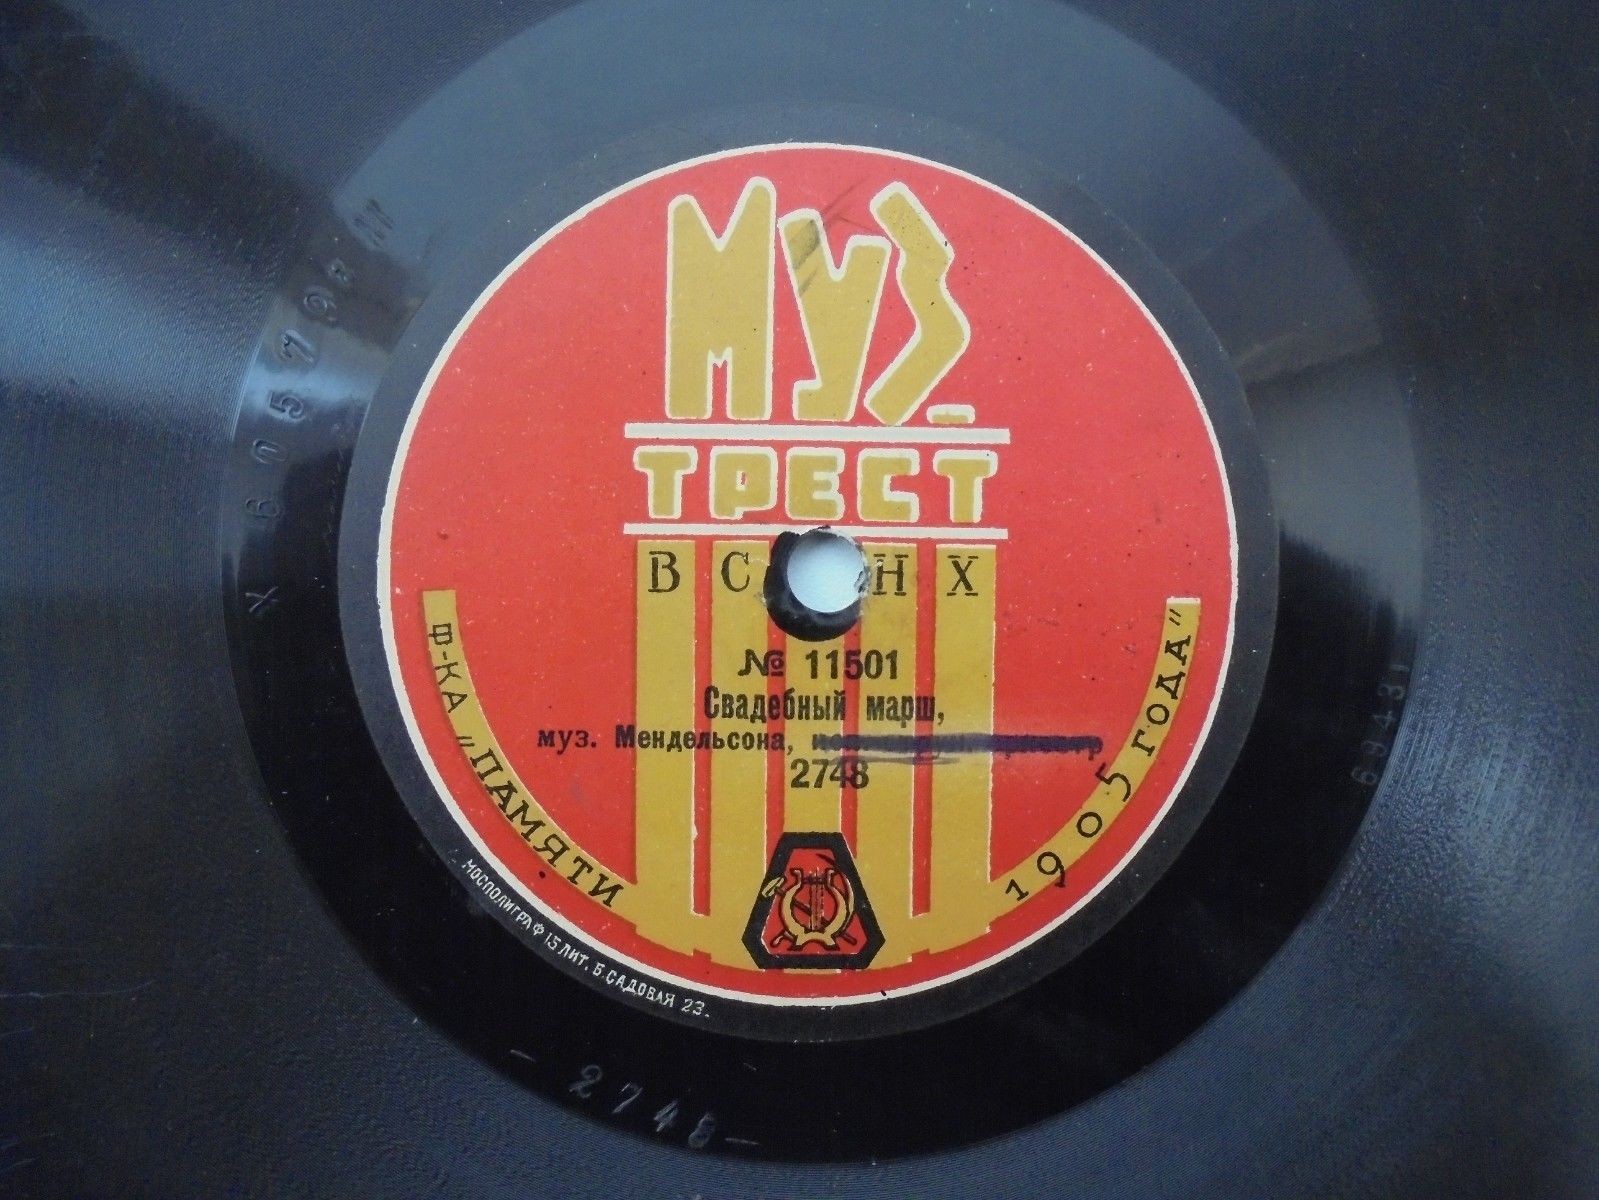 МУЗ-
ТРЕСТ
ВСНХ
№ 11501
Свадебный марш,
муз. Мендельсона,
2748
Ф-КА „ПАМЯТИ 1905 ГОДА"
МОСПОЛИГРАФ 15 ЛИТ. Б. САДОВАЯ 23.
- 2748 -